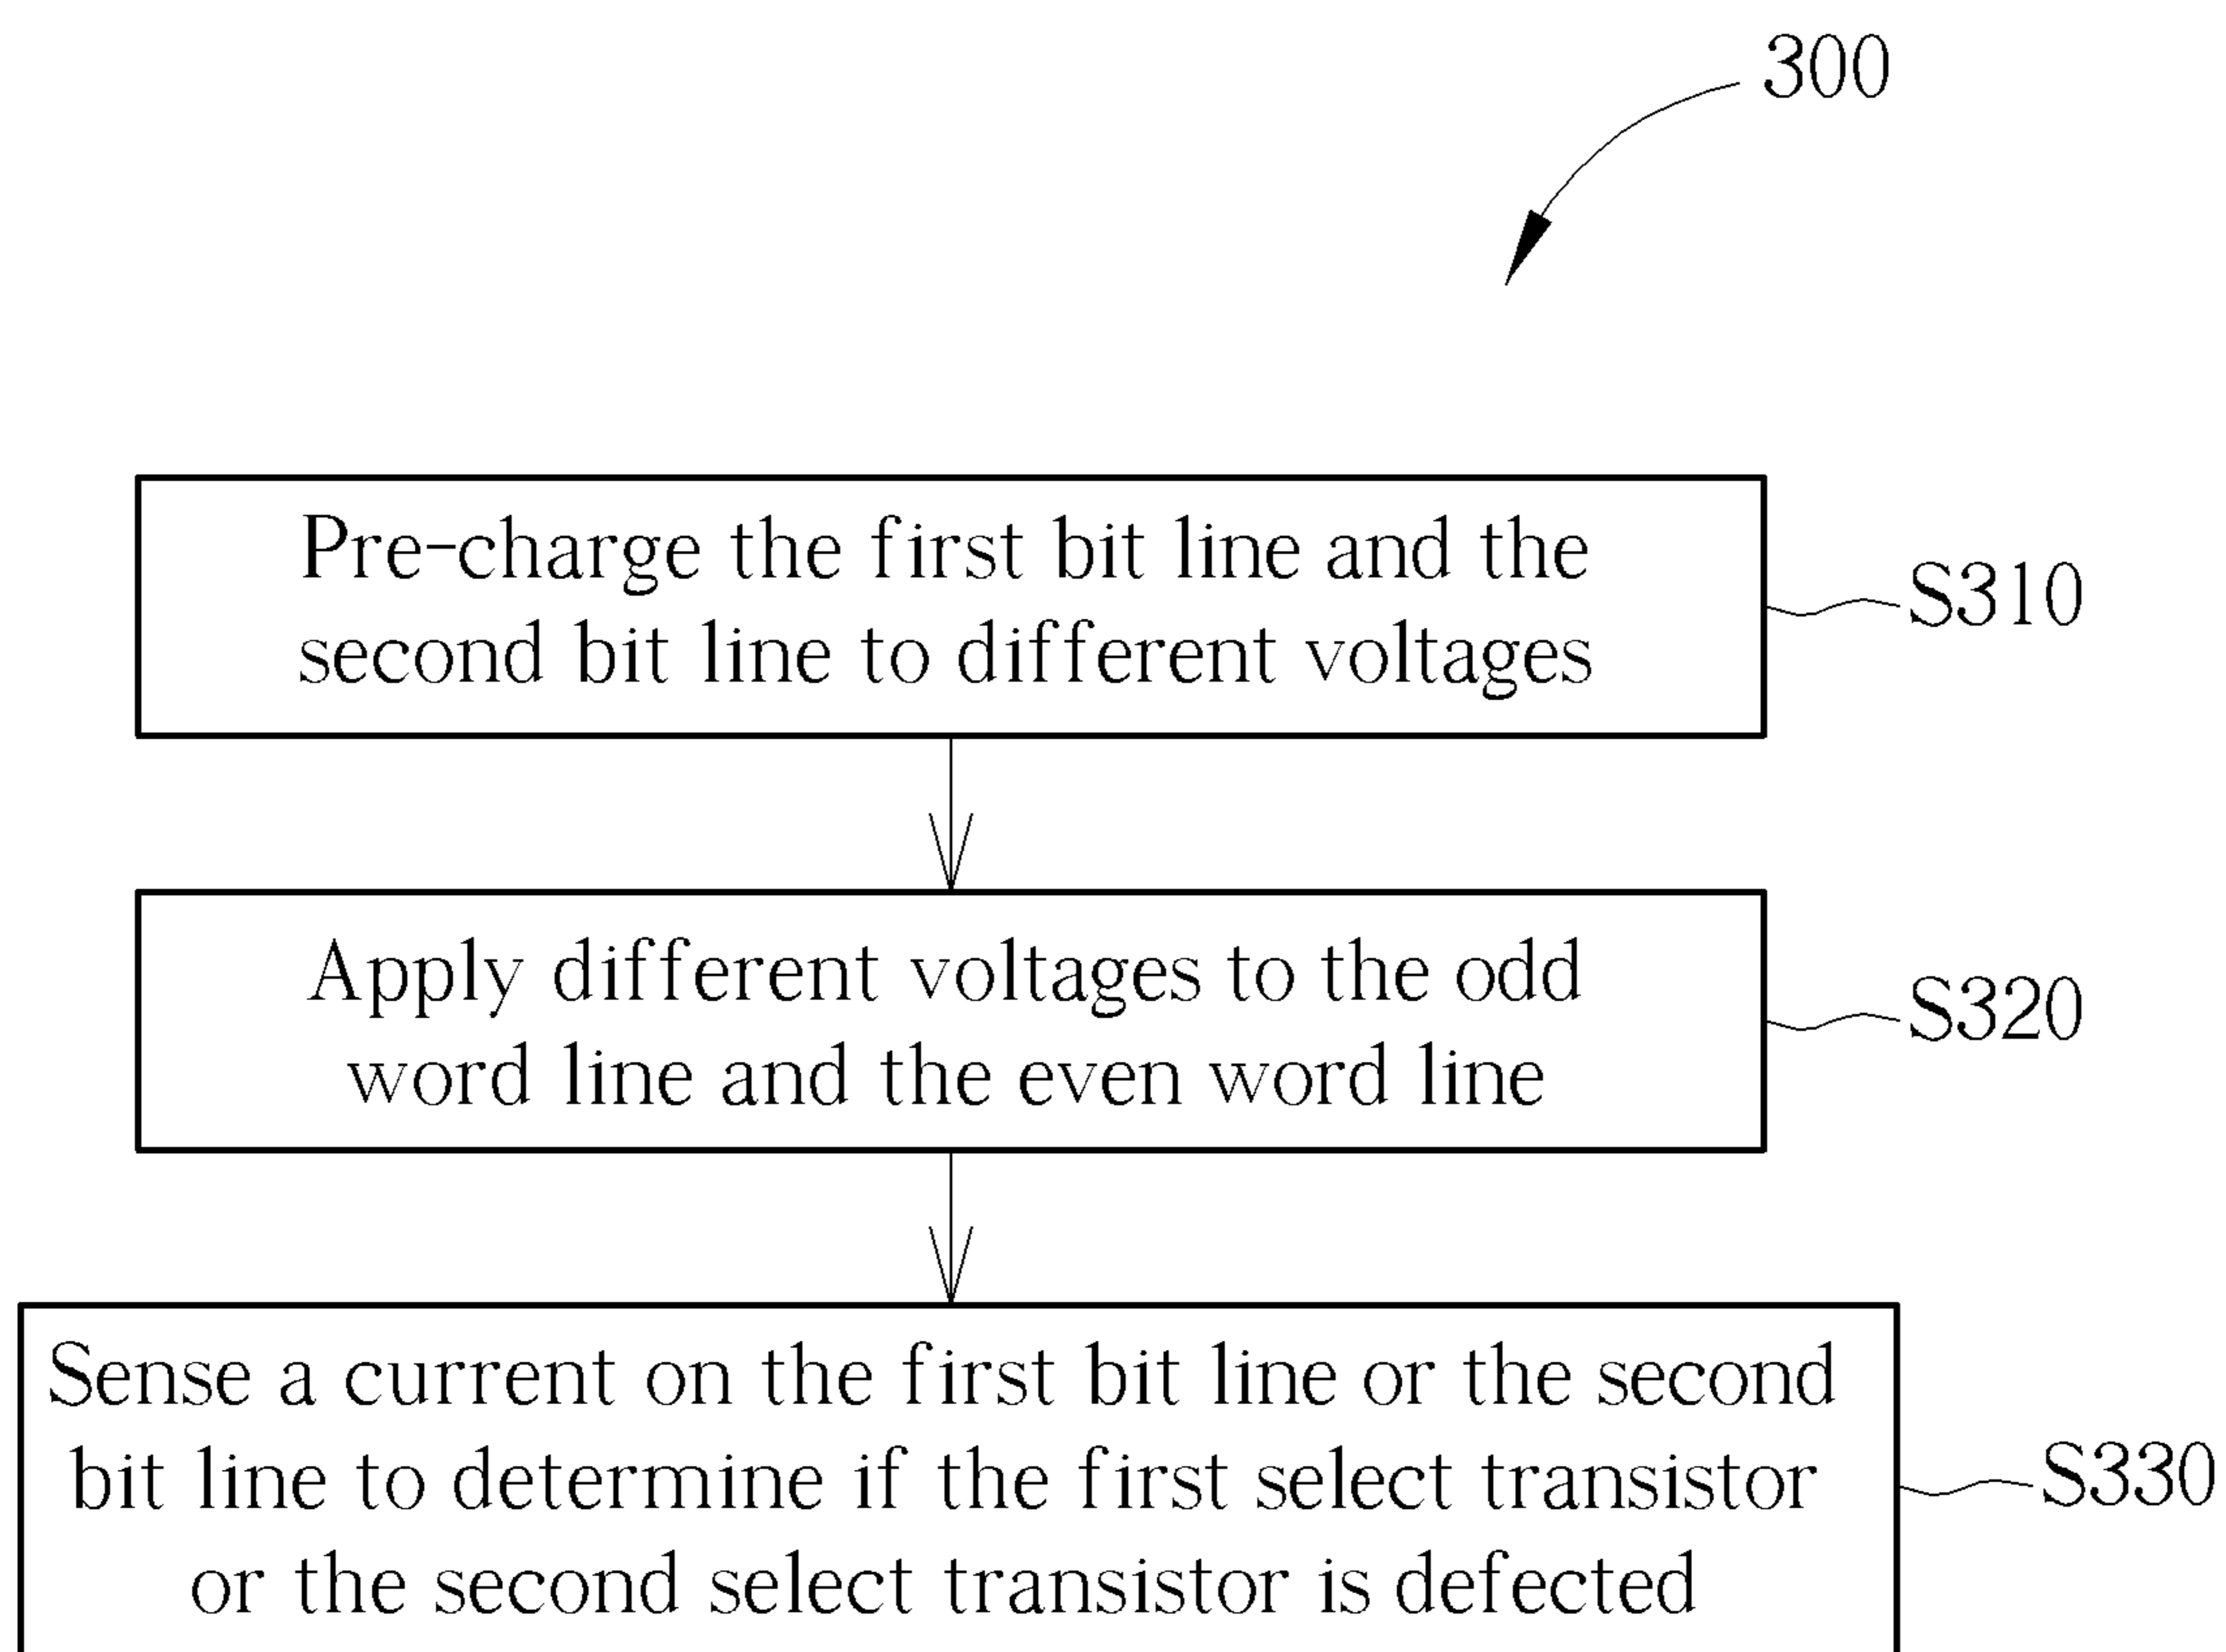 300
Pre-charge the first bit line and the
second bit line to different voltages
S310
Apply different voltages to the odd
word line and the even word line
S320
Sense a current on the first bit line or the second
bit line to determine if the first select transistor
or the second select transistor is defected
S330